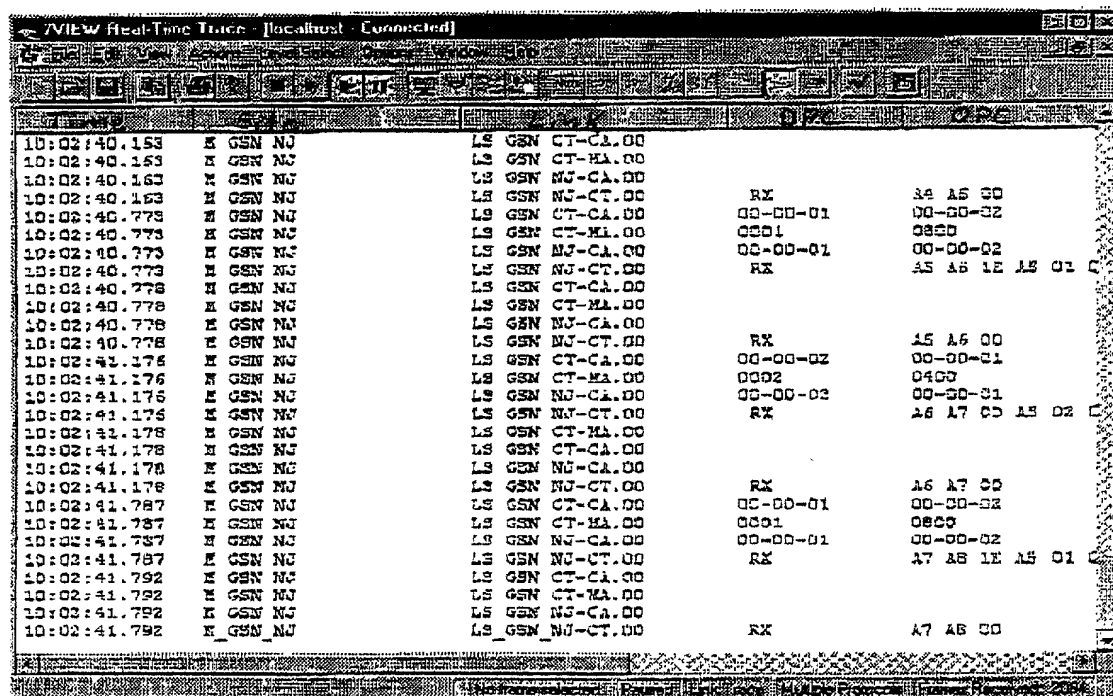 7VIEW Real-Time Trace - [localhost - Connected]
Link DPC OPC
10:02:40.163 N GSN NJ LS GSN CT-CA.00
10:02:40.163 N GSN NJ LS GSN CT-MA.00
10:02:40.163 N GSN NJ LS GSN NJ-CA.00
10:02:40.163 N GSN NJ LS GSN NJ-CT.00 RX A4 A5 00
10:02:40.773 N GSN NJ LS GSN CT-CA.00 00-00-01 00-00-02
10:02:40.773 N GSN NJ LS GSN CT-MA.00 0001 0800
10:02:40.773 N GSN NJ LS GSN NJ-CA.00 00-00-01 00-00-02
10:02:40.773 N GSN NJ LS GSN NJ-CT.00 RX A5 A6 1E A5 01
10:02:40.778 N GSN NJ LS GSN CT-CA.00
10:02:40.778 N GSN NJ LS GSN CT-MA.00
10:02:40.778 N GSN NJ LS GSN NJ-CA.00
10:02:40.778 N GSN NJ LS GSN NJ-CT.00 RX A5 A6 00
10:02:41.176 N GSN NJ LS GSN CT-CA.00 00-00-02 00-00-01
10:02:41.176 N GSN NJ LS GSN CT-MA.00 0002 0400
10:02:41.176 N GSN NJ LS GSN NJ-CA.00 00-00-02 00-00-01
10:02:41.176 N GSN NJ LS GSN NJ-CT.00 RX A6 A7 A5 02
10:02:41.178 N GSN NJ LS GSN CT-MA.00
10:02:41.178 N GSN NJ LS GSN CT-CA.00
10:02:41.178 N GSN NJ LS GSN NJ-CA.00
10:02:41.178 N GSN NJ LS GSN NJ-CT.00 RX A6 A7 00
10:02:41.787 N GSN NJ LS GSN CT-CA.00 00-00-01 00-00-02
10:02:41.787 N GSN NJ LS GSN CT-MA.00 0001 0800
10:02:41.787 N GSN NJ LS GSN NJ-CA.00 00-00-01 00-00-02
10:02:41.787 N GSN NJ LS GSN NJ-CT.00 RX A7 A8 1E A5 01
10:02:41.792 N GSN NJ LS GSN CT-CA.00
10:02:41.792 N GSN NJ LS GSN CT-MA.00
10:02:41.792 N GSN NJ LS GSN NJ-CA.00
10:02:41.792 N_GSN_NJ LS_GSN_NJ-CT.00 RX A7 A8 00
No frame selected Paused Link Trace Multiple Protocols